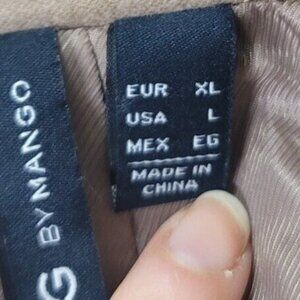 G BY MANGO
EUR XL
USA L
MEX EG
MADE IN
CHINA